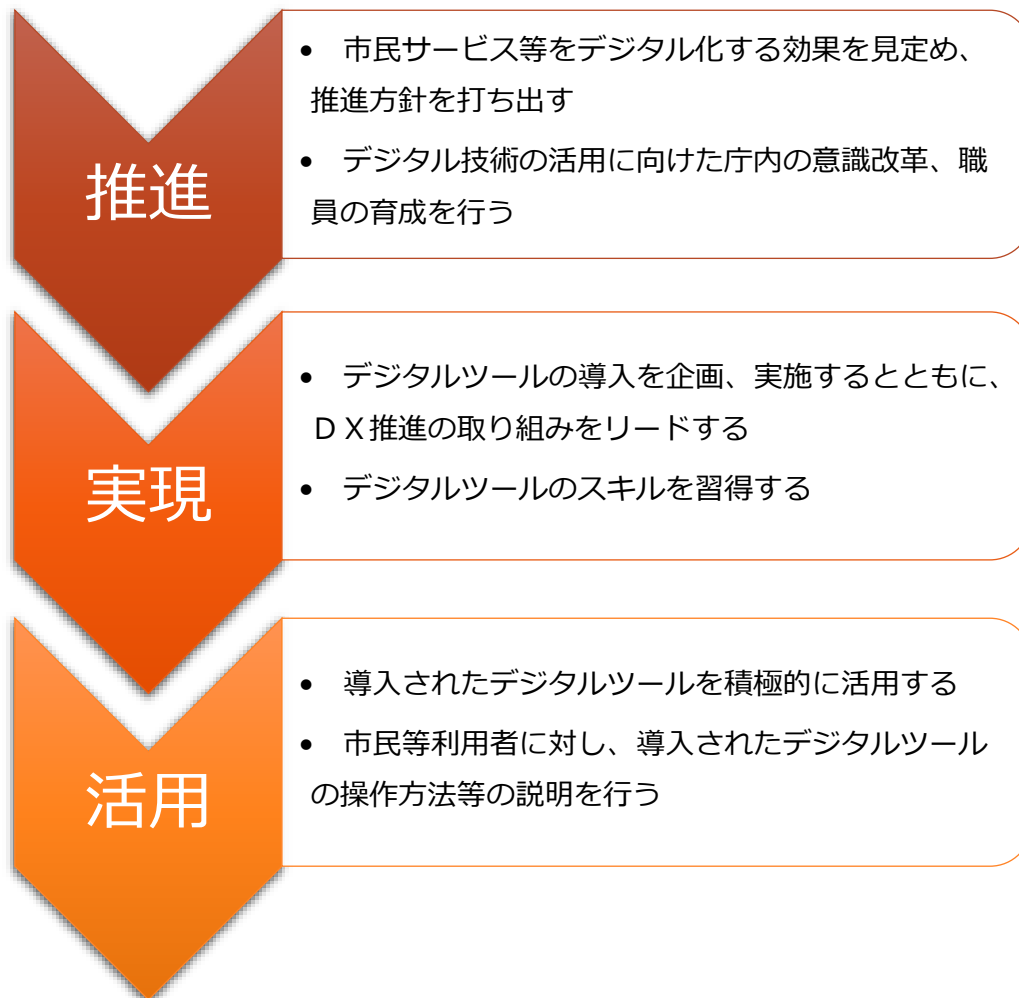 推進
• 市民サービス等をデジタル化する効果を見定め、
推進方針を打ち出す
• デジタル技術の活用に向けた庁内の意識改革、職
員の育成を行う
実現
• デジタルツールの導入を企画、実施するとともに、
ＤＸ推進の取り組みをリードする
• デジタルツールのスキルを習得する
活用
• 導入されたデジタルツールを積極的に活用する
• 市民等利用者に対し、導入されたデジタルツール
の操作方法等の説明を行う